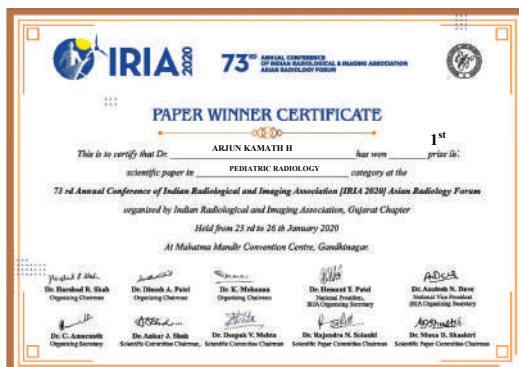 IRIA 2020
73RD ANNUAL CONFERENCE
OF INDIAN RADIOLOGICAL & IMAGING ASSOCIATION
ASIAN RADIOLOGY FORUM
PAPER WINNER CERTIFICATE
This is to certify that Dr. ARJUN KAMATH H has won 1st prize in:
scientific paper in PEDIATRIC RADIOLOGY category at the
73 rd Annual Conference of Indian Radiological and Imaging Association [IRIA 2020] Asian Radiology Forum
organized by Indian Radiological and Imaging Association, Gujarat Chapter
Held from 23 rd to 26 th January 2020
At Mahatma Mandir Convention Centre, Gandhinagar.
Dr. Harshad R. Shah Dr. Dinesh A. Patel Dr. K. Mohanan Dr. Hemant T. Patel Dr. Aashesh N. Dave
Organizing Chairman Organizing Chairman Organizing Chairman National President, National Vice President
IRIA Organizing Secretary IRIA Organizing Secretary
Dr. C. Amarnath Dr. Ankur J. Shah Dr. Deepak V. Mehta Dr. Rajendra N. Solanki Dr. Mona B. Shastri
Organizing Secretary Scientific Committee Chairman, Scientific Committee Chairman Scientific Paper Committee Chairman Scientific Paper Committee Chairman